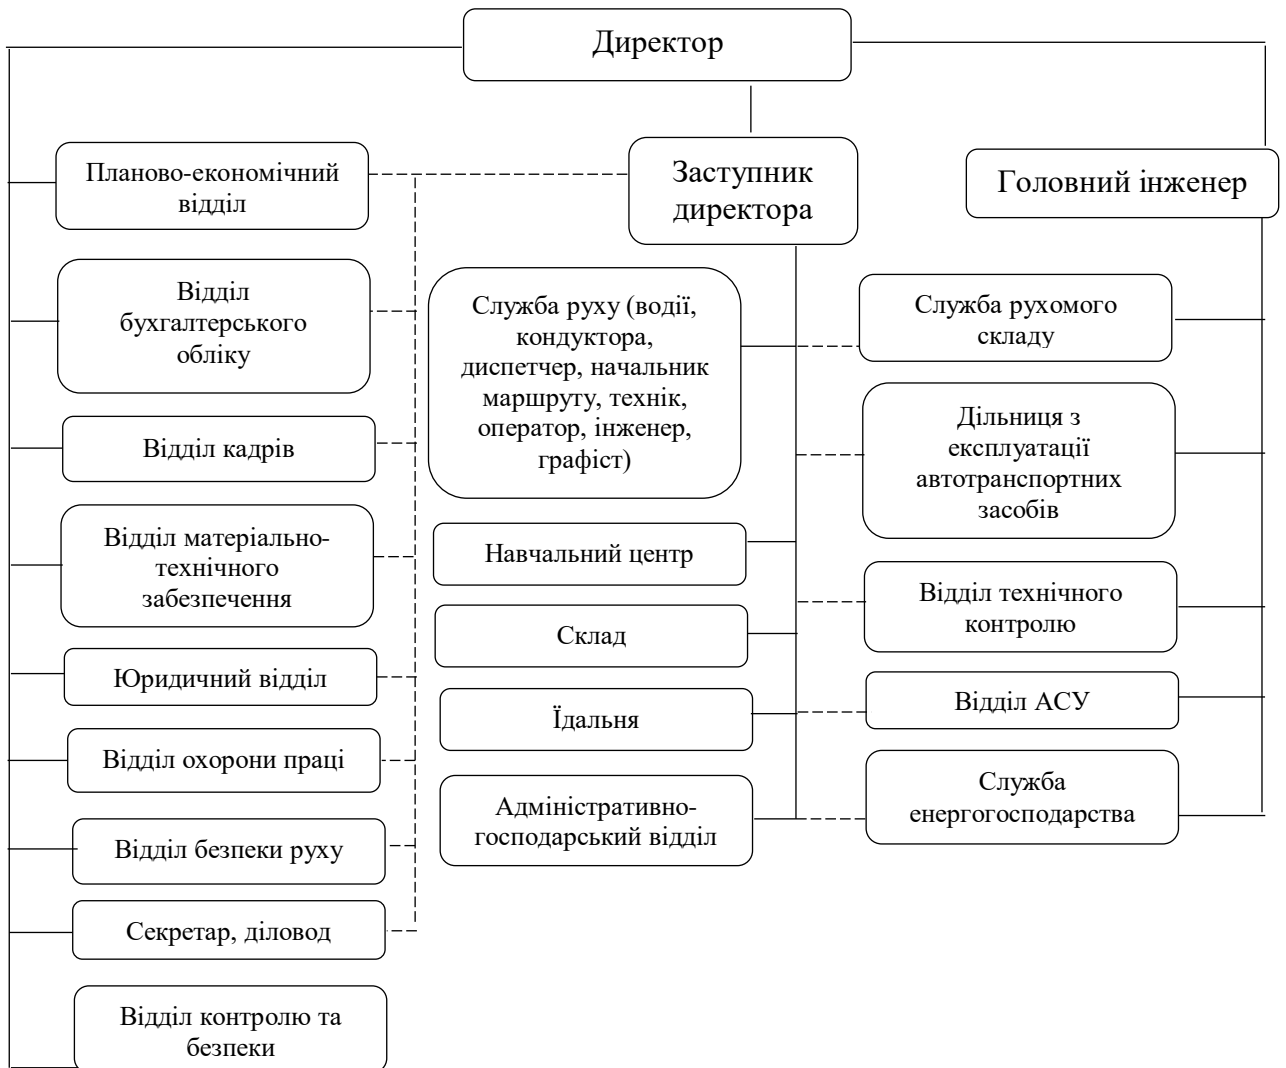 Директор
Планово-економічний
відділ
Заступник
директора
Головний інженер
Відділ
бухгалтерського
обліку
Служба руху (водії,
кондуктора,
диспетчер, начальник
маршруту, технік,
оператор, інженер,
графіст)
Служба рухомого
складу
Відділ кадрів
Дільниця з
експлуатації
автотранспортних
засобів
Відділ матеріально-
технічного
забезпечення
Навчальний центр
Відділ технічного
контролю
Склад
Юридичний відділ
Їдальня
Відділ АСУ
Відділ охорони праці
Адміністративно-
господарський відділ
Служба
енергогосподарства
Відділ безпеки руху
Секретар, діловод
Відділ контролю та
безпеки